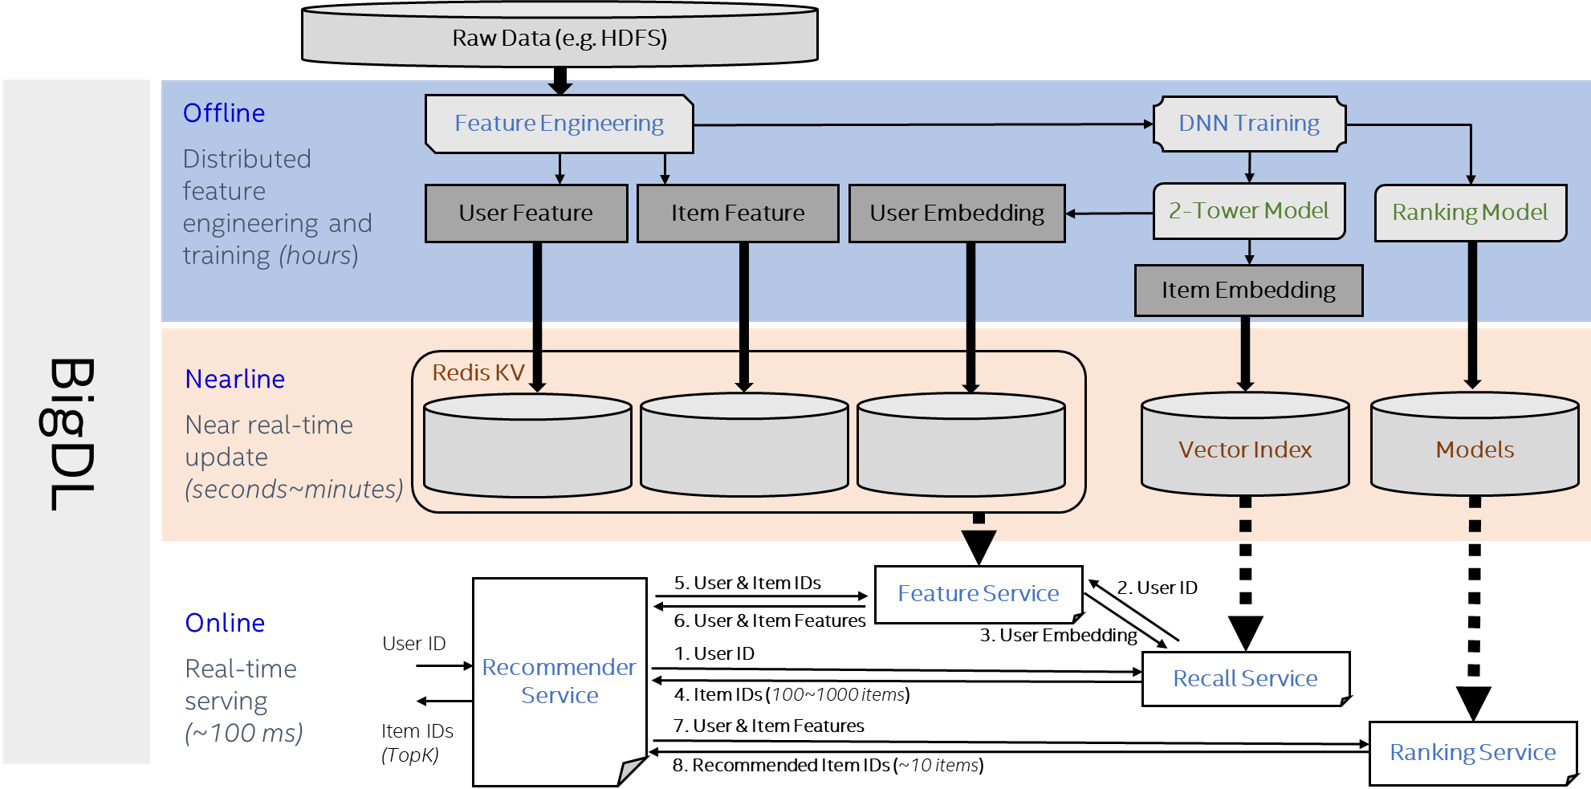 Raw Data (e.g. HDFS)
BigDL
Offline
Distributed
feature
engineering and
training (hours)
Feature Engineering
DNN Training
User Feature
Item Feature
User Embedding
2-Tower Model
Ranking Model
Item Embedding
Nearline
Near real-time
update
(seconds~minutes)
Redis KV
Vector Index
Models
Online
Real-time
serving
(~100 ms)
User ID
Item IDs
(TopK)
Recommender
Service
5. User & Item IDs
6. User & Item Features
1. User ID
4. Item IDs (100~1000 items)
7. User & Item Features
8. Recommended Item IDs (~10 items)
Feature Service
2. User ID
3. User Embedding
Recall Service
Ranking Service